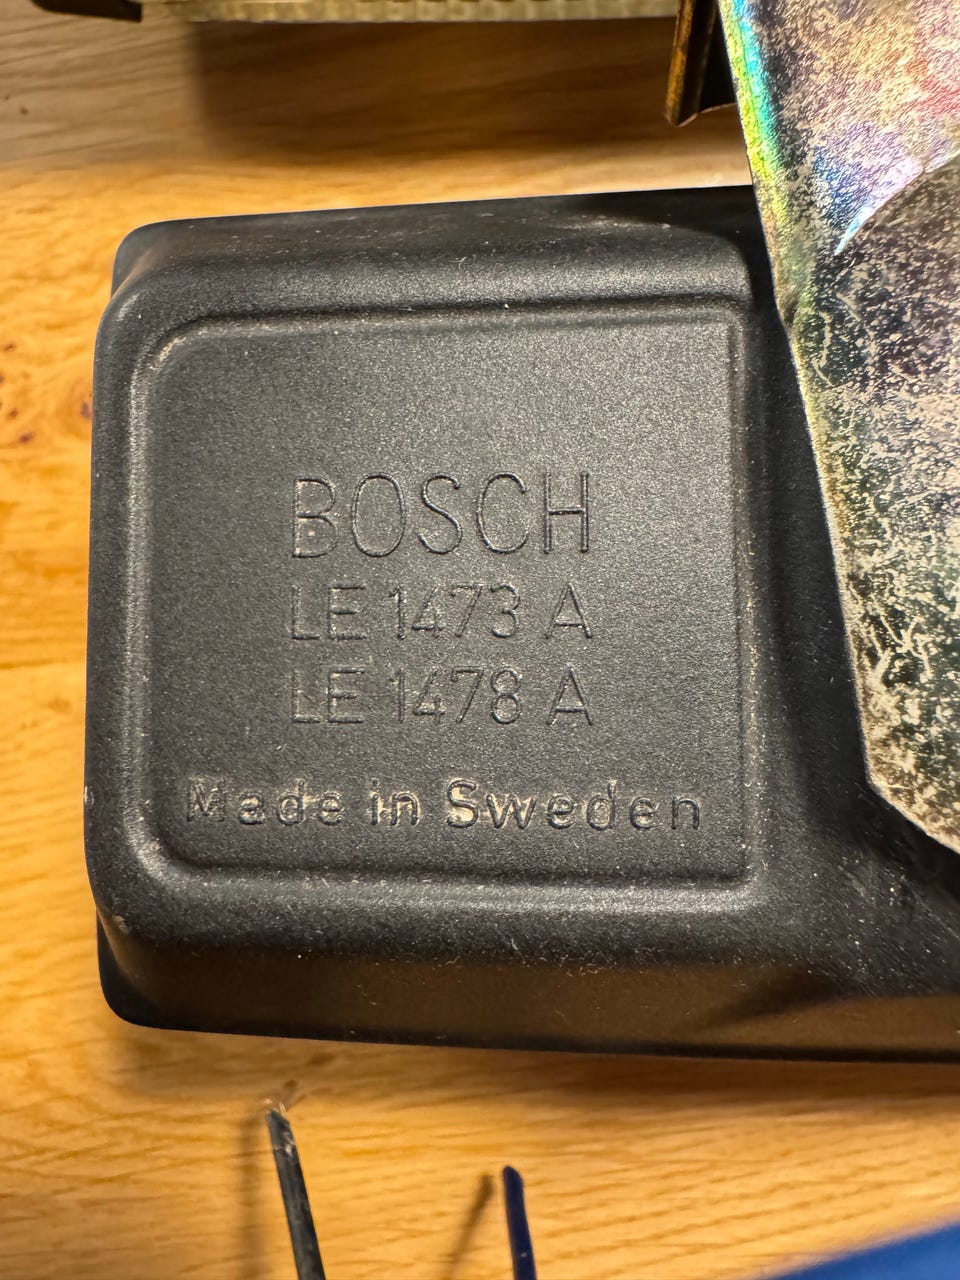 BOSCH
LE 1473 A
LE 1478 A
Made in Sweden